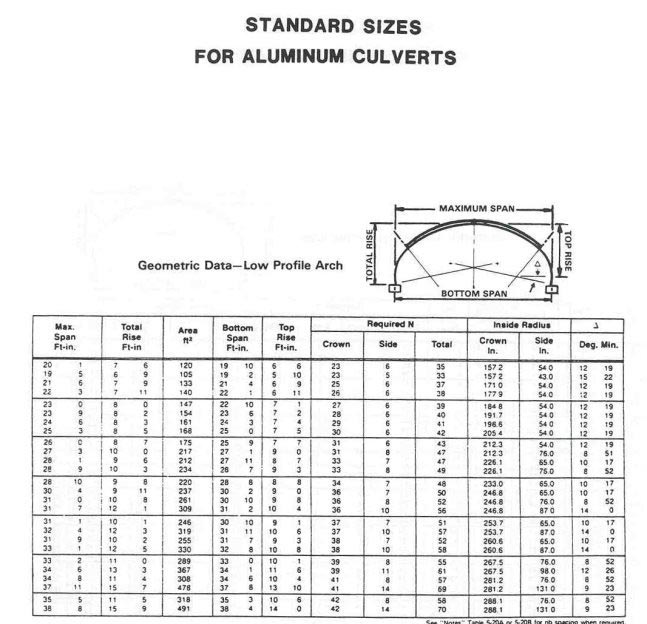 STANDARD SIZES
FOR ALUMINUM CULVERTS
MAXIMUM SPAN
TOTAL RISE
TOP RISE
Δ
BOTTOM SPAN
Geometric Data—Low Profile Arch
Max. Span Ft-in. Total Rise Ft-in Area ft² Bottom Span Ft-in. Top Rise Ft-in. Required N Inside Radius Δ
Crown Side Total Crown In. Side In. Deg. Min.
20 1 7 6 120 19 10 6 6 23 6 35 157.2 54.0 12 19
19 5 6 9 105 19 2 5 10 23 5 33 157.2 43.0 15 22
21 6 7 9 133 21 4 6 9 25 6 37 171.0 54.0 12 19
22 3 7 11 140 22 1 6 11 26 6 38 177.9 54.0 12 19
23 0 8 0 147 22 10 7 1 27 6 39 184.8 54.0 12 19
23 9 8 2 154 23 6 7 2 28 6 40 191.7 54.0 12 19
24 6 8 3 161 24 3 7 4 29 6 41 198.6 54.0 12 19
25 3 8 5 168 25 0 7 5 30 6 42 205.4 54.0 12 19
26 0 8 7 175 25 9 7 7 31 6 43 212.3 54.0 12 19
27 3 10 0 217 27 1 9 0 31 8 47 212.3 76.0 8 51
28 1 9 6 212 27 11 8 7 33 7 47 226.1 65.0 10 17
28 9 10 3 234 28 7 9 3 33 8 49 226.1 76.0 8 52
28 10 9 8 220 28 8 8 8 34 7 48 233.0 65.0 10 17
30 4 9 11 237 30 2 9 0 36 7 50 246.8 65.0 10 17
31 0 10 8 261 30 10 9 8 36 8 52 246.8 76.0 8 52
31 7 12 1 309 31 2 10 4 36 10 56 246.8 87.0 14 0
31 1 10 1 246 30 10 9 1 37 7 51 253.7 65.0 10 17
32 4 12 3 319 31 11 10 6 37 10 57 253.7 87.0 14 0
31 9 10 2 255 31 7 9 3 38 7 52 260.6 65.0 10 17
33 1 12 5 330 32 8 10 8 38 10 58 260.6 87.0 14 0
33 2 11 0 289 33 0 10 1 39 8 55 267.5 76.0 8 52
34 6 13 3 367 34 1 11 6 39 11 61 267.5 98.0 12 26
34 8 11 4 308 34 6 10 4 41 8 57 281.2 76.0 8 52
37 11 15 7 478 37 8 13 10 41 14 69 281.2 131.0 9 23
35 5 11 5 318 35 3 10 6 42 8 58 288.1 76.0 8 52
38 8 15 9 491 38 4 14 0 42 14 70 288.1 131.0 9 23
See "Notes" Table S-20A or S-20B for rib spacing when required.